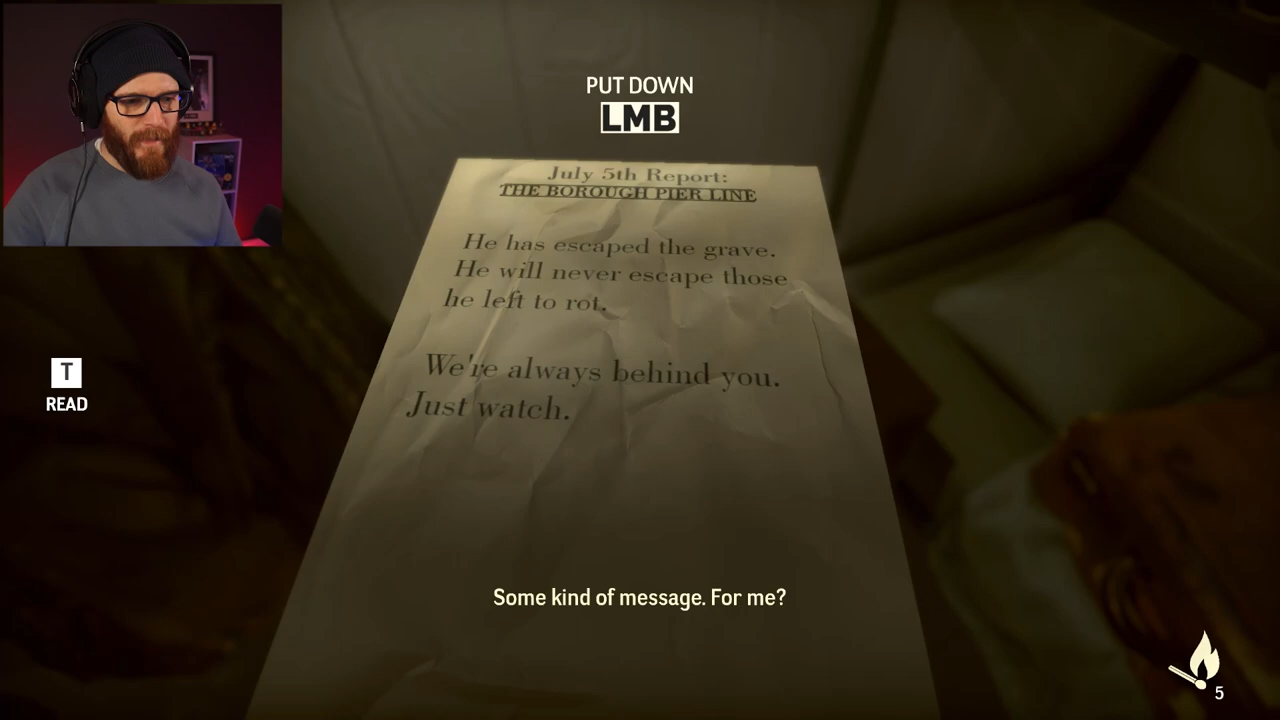 PUT DOWN
LMB
July 5th Report:
THE BOROUGH PIER LINE
He has escaped the grave.
He will never escape those
he left to rot.
We're always behind you.
Just watch.
T
READ
Some kind of message. For me?
5